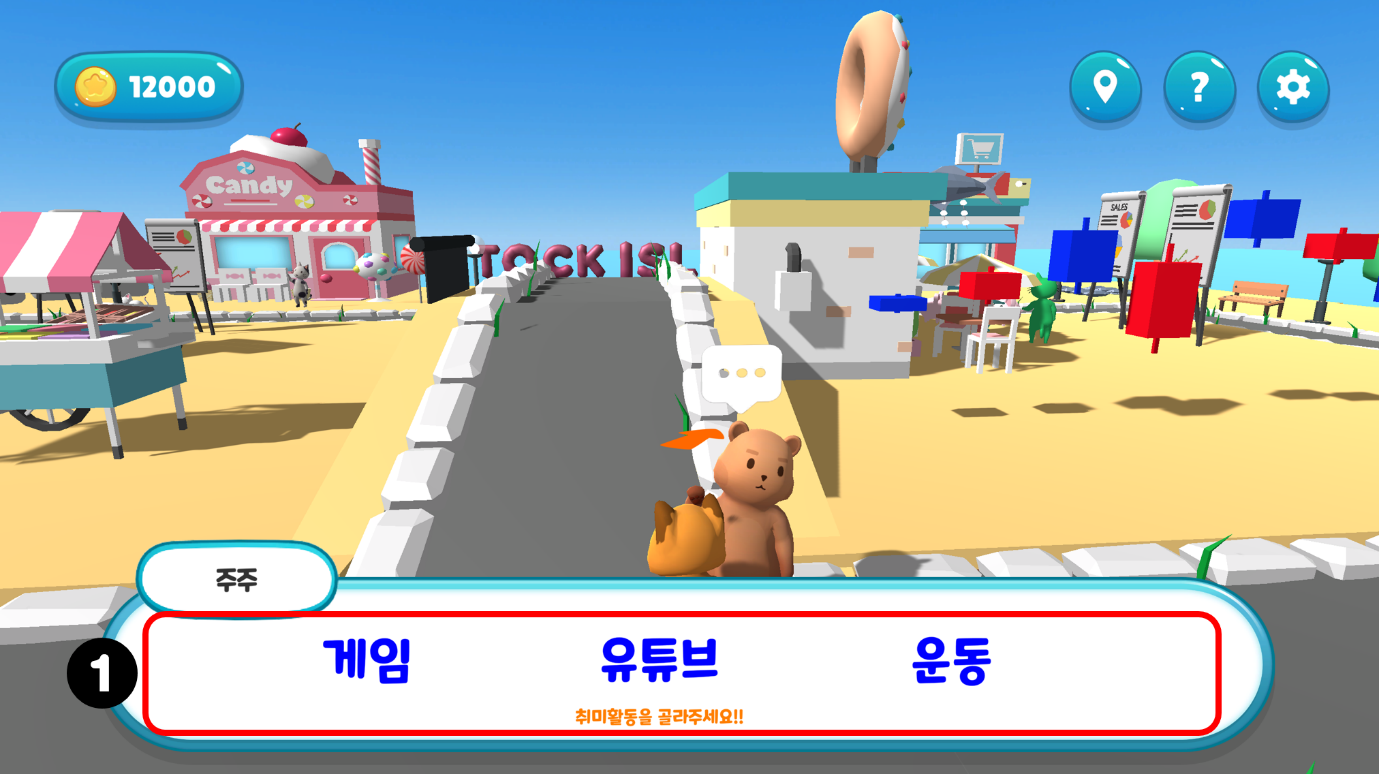 12000
?
Candy
TOCK ISL
SALES
주주
1
게임 유튜브 운동
취미활동을 골라주세요!!